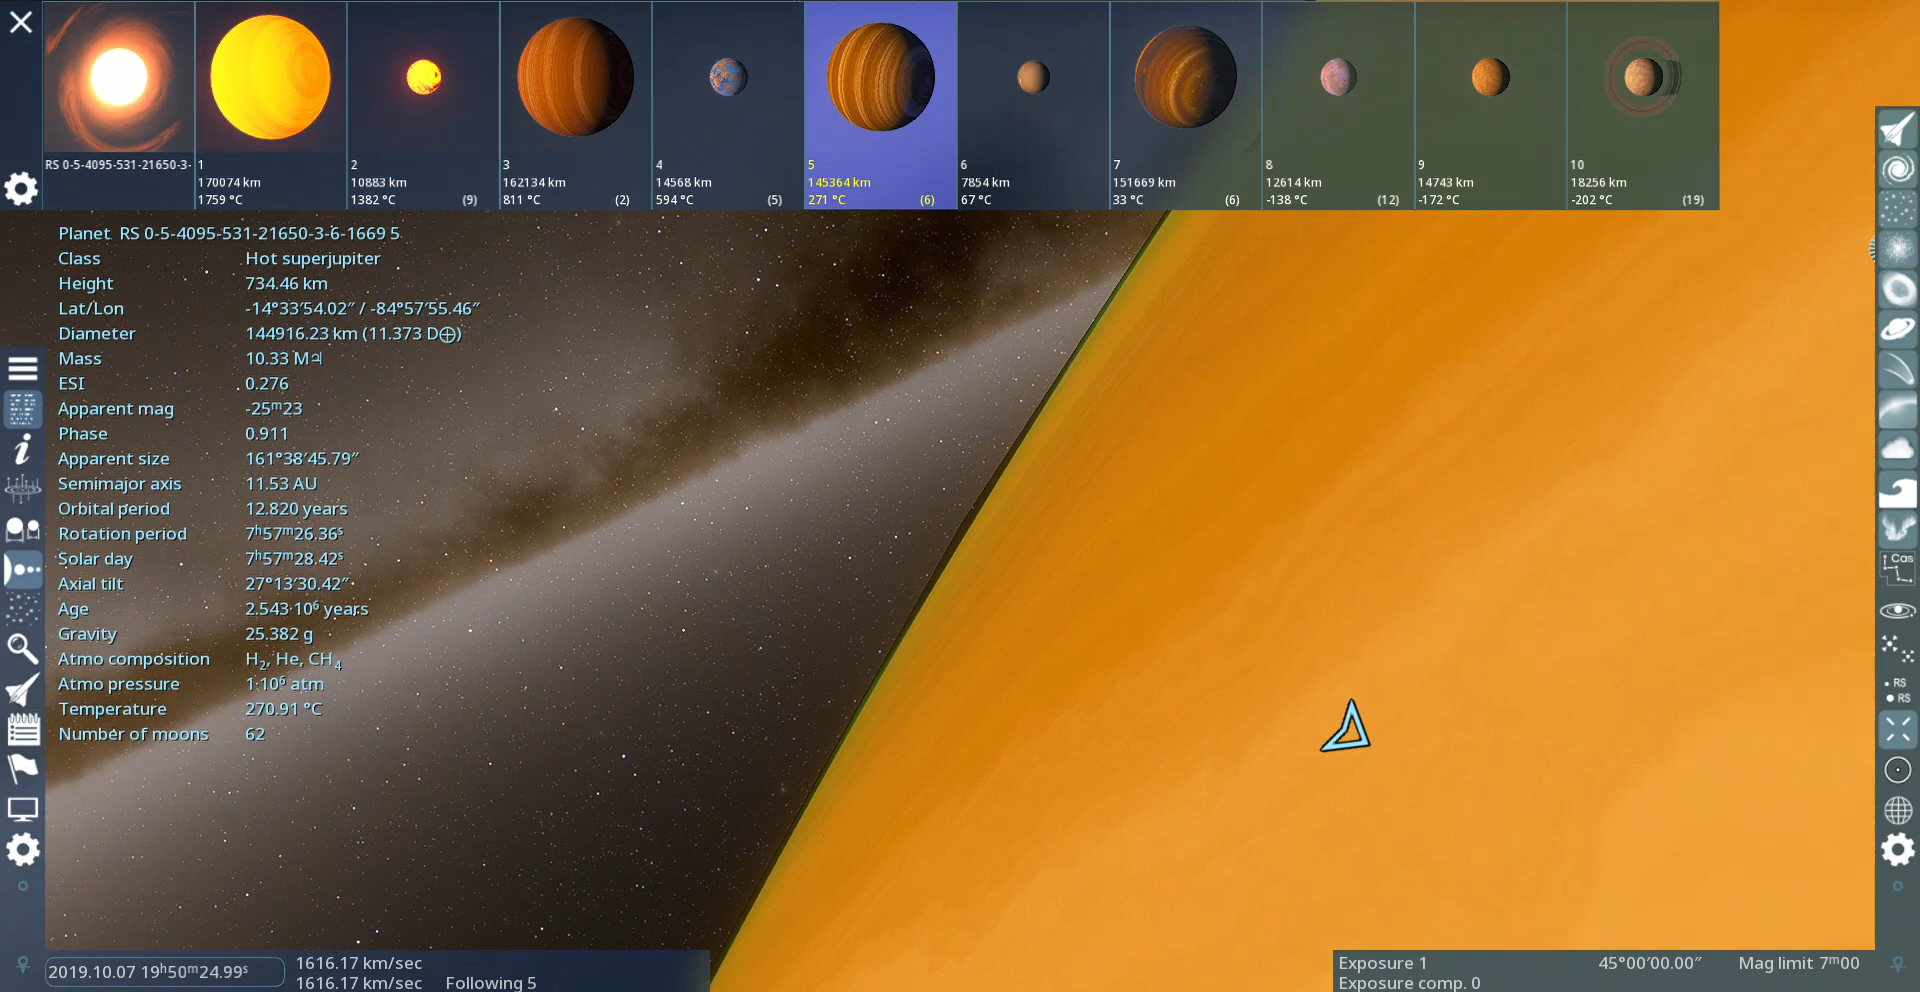 RS 0-5-4095-531-21650-3-
1
170074 km
1759 °C
2
10883 km
1382 °C (9)
3
162134 km
811 °C (2)
4
14568 km
594 °C (5)
5
145364 km
271 °C (6)
6
7854 km
67 °C
7
151669 km
33 °C (6)
8
12614 km
-138 °C (12)
9
14743 km
-172 °C
10
18256 km
-202 °C (19)
Planet RS 0-5-4095-531-21650-3-6-1669 5
Class Hot superjupiter
Height 734.46 km
Lat/Lon -14°33′54.02″ / -84°57′55.46″
Diameter 144916.23 km (11.373 D⊕)
Mass 10.33 M♃
ESI 0.276
Apparent mag -25ᵐ23
Phase 0.911
Apparent size 161°38′45.79″
Semimajor axis 11.53 AU
Orbital period 12.820 years
Rotation period 7ʰ57ᵐ26.36ˢ
Solar day 7ʰ57ᵐ28.42ˢ
Axial tilt 27°13′30.42″
Age 2.543·10⁶ years
Gravity 25.382 g
Atmo composition H₂, He, CH₄
Atmo pressure 1·10⁶ atm
Temperature 270.91 °C
Number of moons 62
Cas
RS
RS
2019.10.07 19ʰ50ᵐ24.99ˢ
1616.17 km/sec
1616.17 km/sec Following 5
Exposure 1 45°00′00.00″ Mag limit 7ᵐ00
Exposure comp. 0